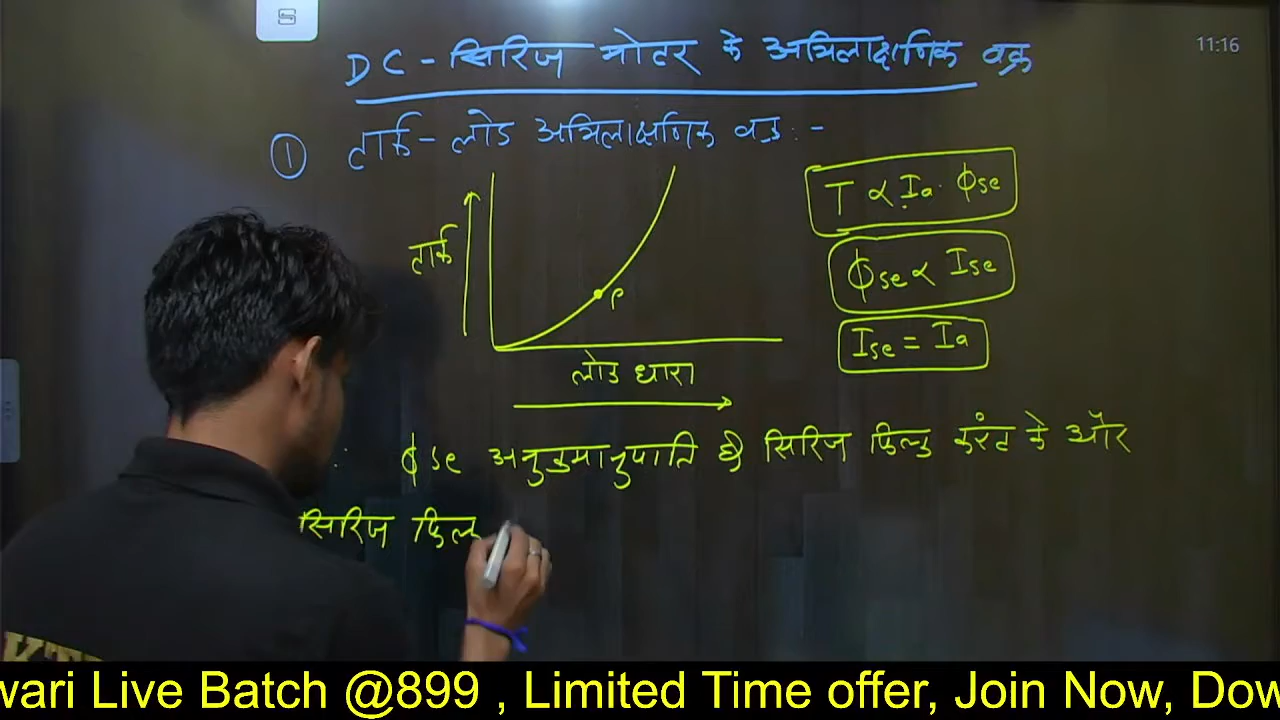 11:16
DC - सिरिज मोटर के अभिलाक्षणिक वक्र
① टार्क - लोड अभिलाक्षणिक वक्र : -
T ∝ Ia . ϕse
टार्क
ϕse ∝ Ise
P
Ise = Ia
लोड धारा
: ϕse अनुक्रमानुपाति है सिरिज फिल्ड करंट के और
सिरिज फिल्ड
wari Live Batch @899 , Limited Time offer, Join Now, Dow